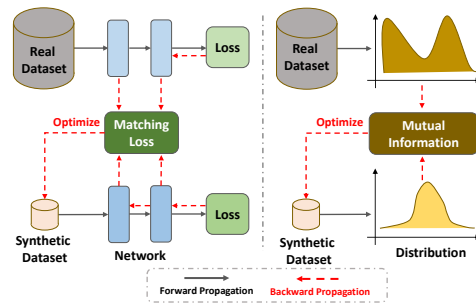 Real
Dataset
Loss
Optimize
Matching
Loss
Synthetic
Dataset
Network
Loss
Real
Dataset
Optimize
Mutual
Information
Synthetic
Dataset
Distribution
Forward Propagation
Backward Propagation